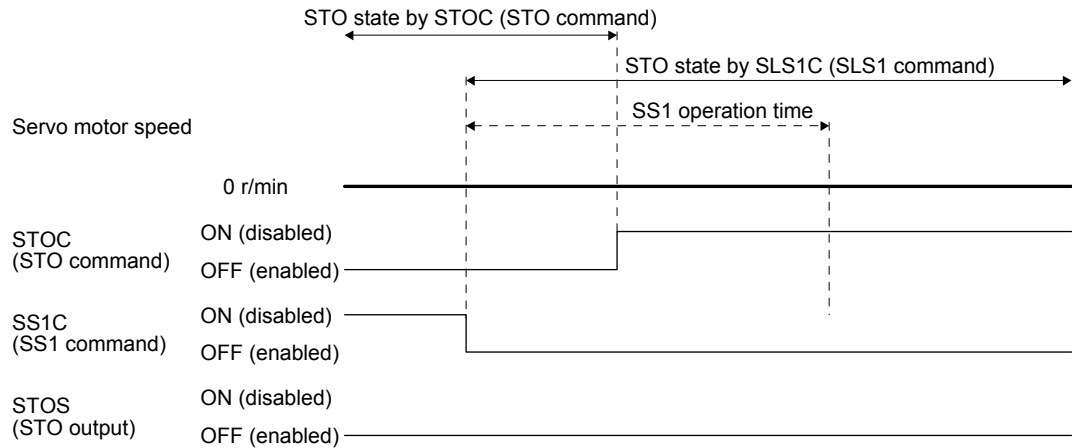 STO state by STOC (STO command)
STO state by SLS1C (SLS1 command)
SS1 operation time
Servo motor speed
0 r/min
STOC
(STO command)
ON (disabled)
OFF (enabled)
SS1C
(SS1 command)
ON (disabled)
OFF (enabled)
STOS
(STO output)
ON (disabled)
OFF (enabled)